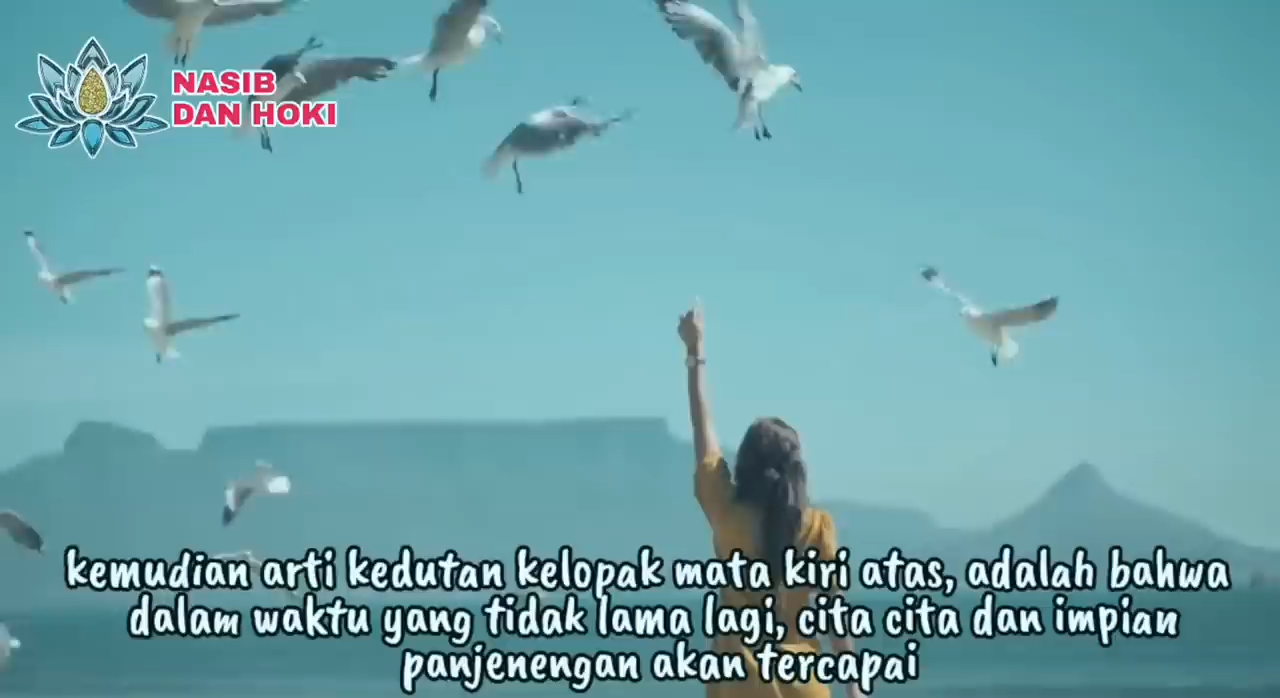 NASIB
DAN HOKI
kemudian arti kedutan kelopak mata kiri atas, adalah bahwa
dalam waktu yang tidak lama lagi, cita cita dan impian
panjenengan akan tercapai